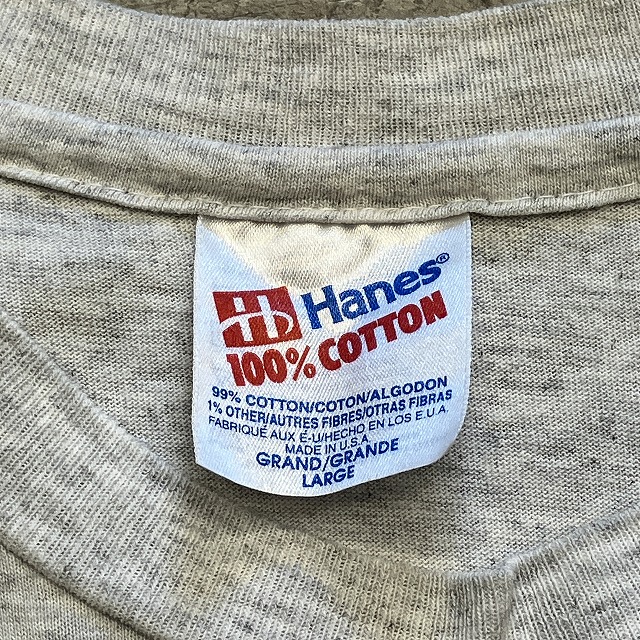 Hanes®
100% COTTON
99% COTTON/COTON/ALGODON
1% OTHER/AUTRES FIBRES/OTRAS FIBRAS
FABRIQUÉ AUX É-U/HECHO EN LOS E.U.A.
MADE IN U.S.A
GRAND/GRANDE
LARGE